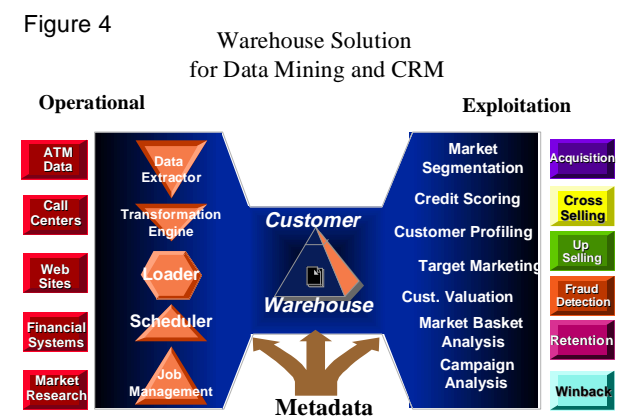 Figure 4
Warehouse Solution
for Data Mining and CRM
Operational
Exploitation
ATM
Data
Call
Centers
Web
Sites
Financial
Systems
Market
Research
Data
Extractor
Transformation
Engine
Loader
Scheduler
Job
Management
Customer
Warehouse
Metadata
Market
Segmentation
Credit Scoring
Customer Profiling
Target Marketing
Cust. Valuation
Market Basket
Analysis
Campaign
Analysis
Acquisition
Cross
Selling
Up
Selling
Fraud
Detection
Retention
Winback